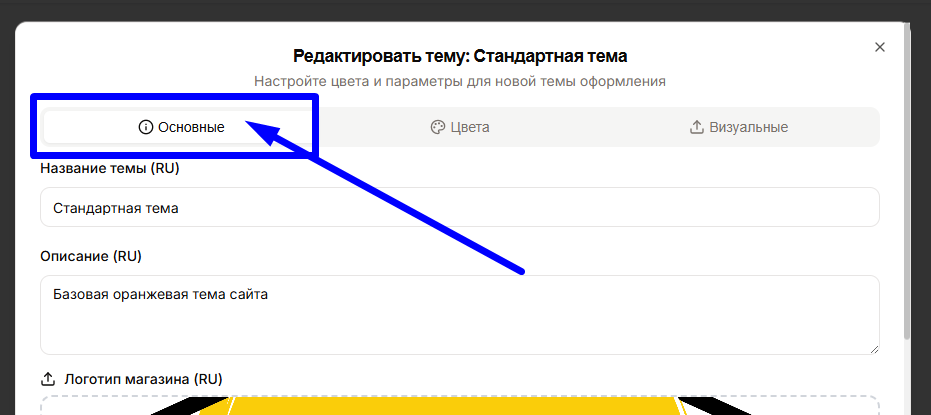 Редактировать тему: Стандартная тема
Настройте цвета и параметры для новой темы оформления
Основные Цвета Визуальные
Название темы (RU)
Стандартная тема
Описание (RU)
Базовая оранжевая тема сайта
Логотип магазина (RU)